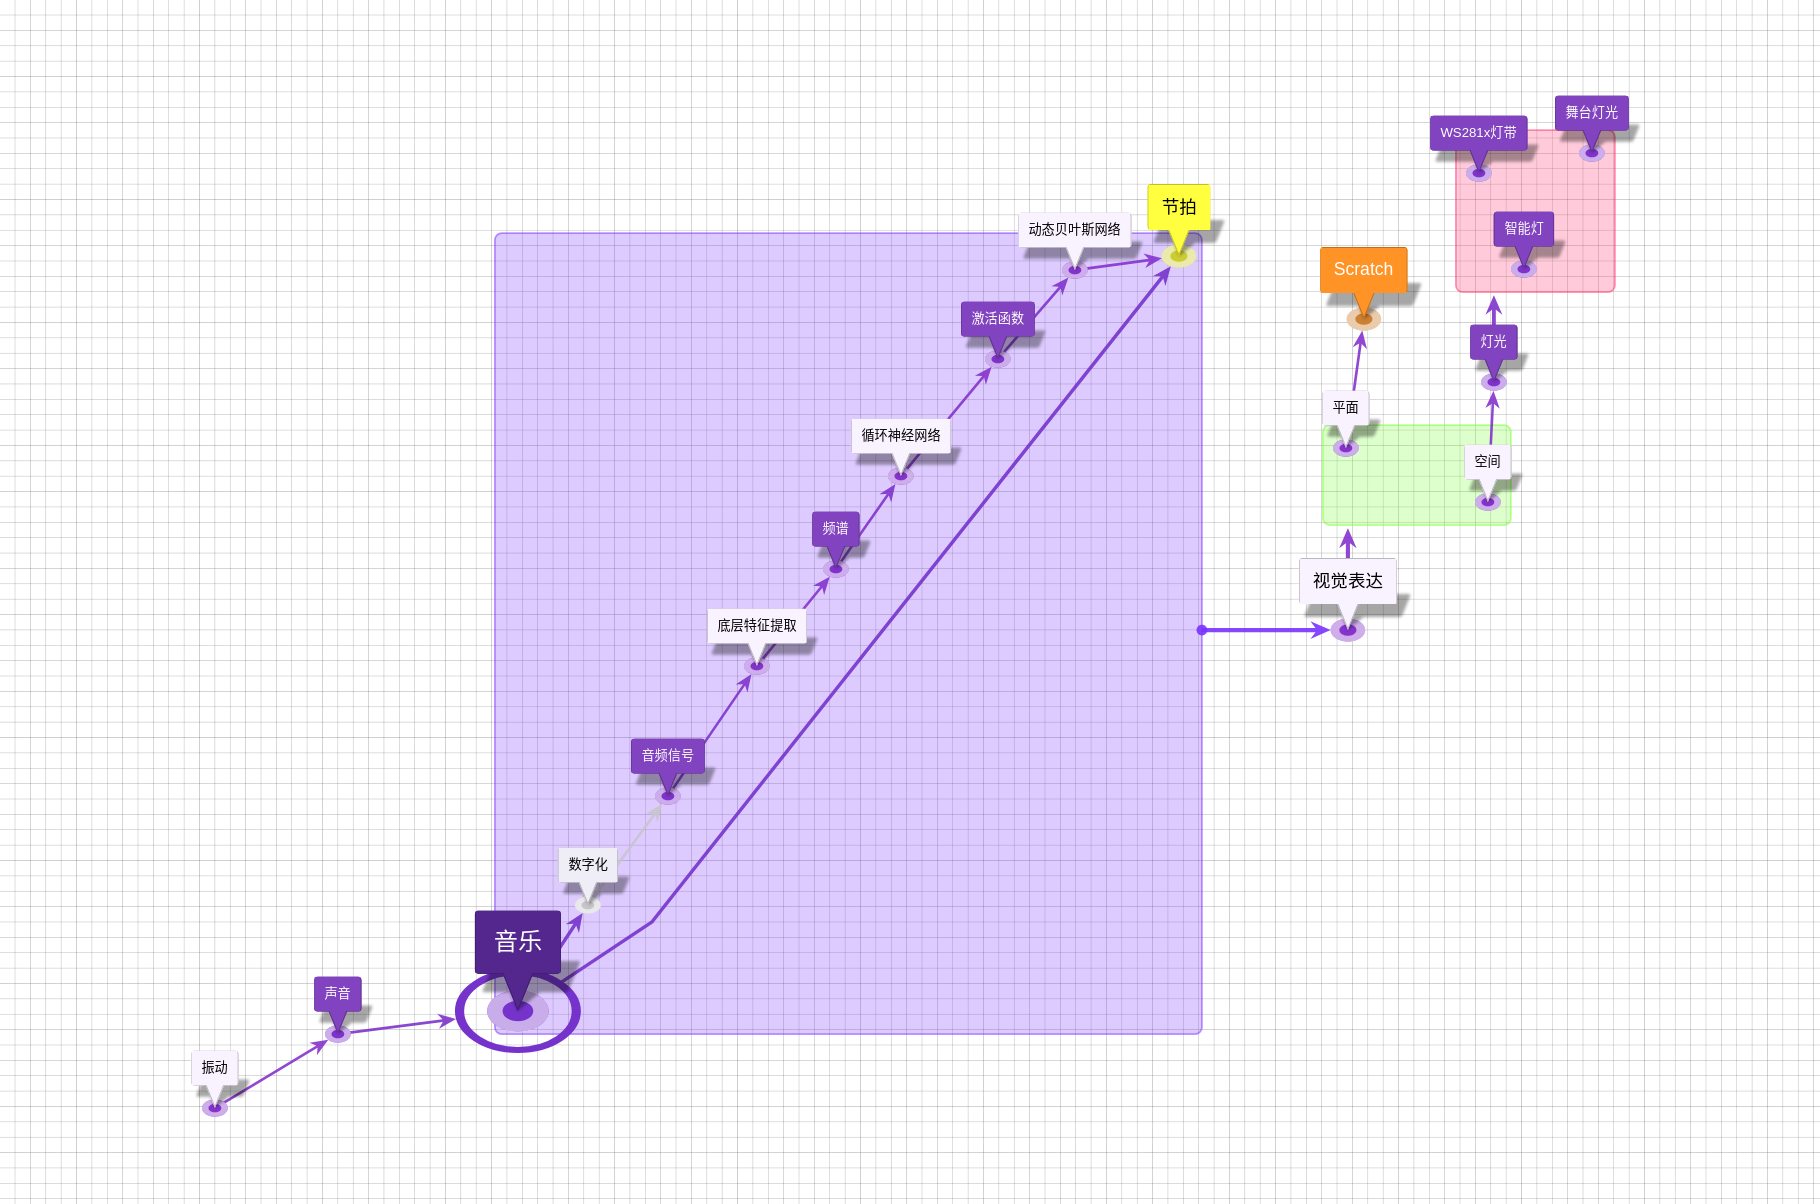 舞台灯光
WS281x灯带
节拍
动态贝叶斯网络
智能灯
Scratch
激活函数
灯光
平面
循环神经网络
空间
频谱
视觉表达
底层特征提取
音频信号
数字化
音乐
声音
振动